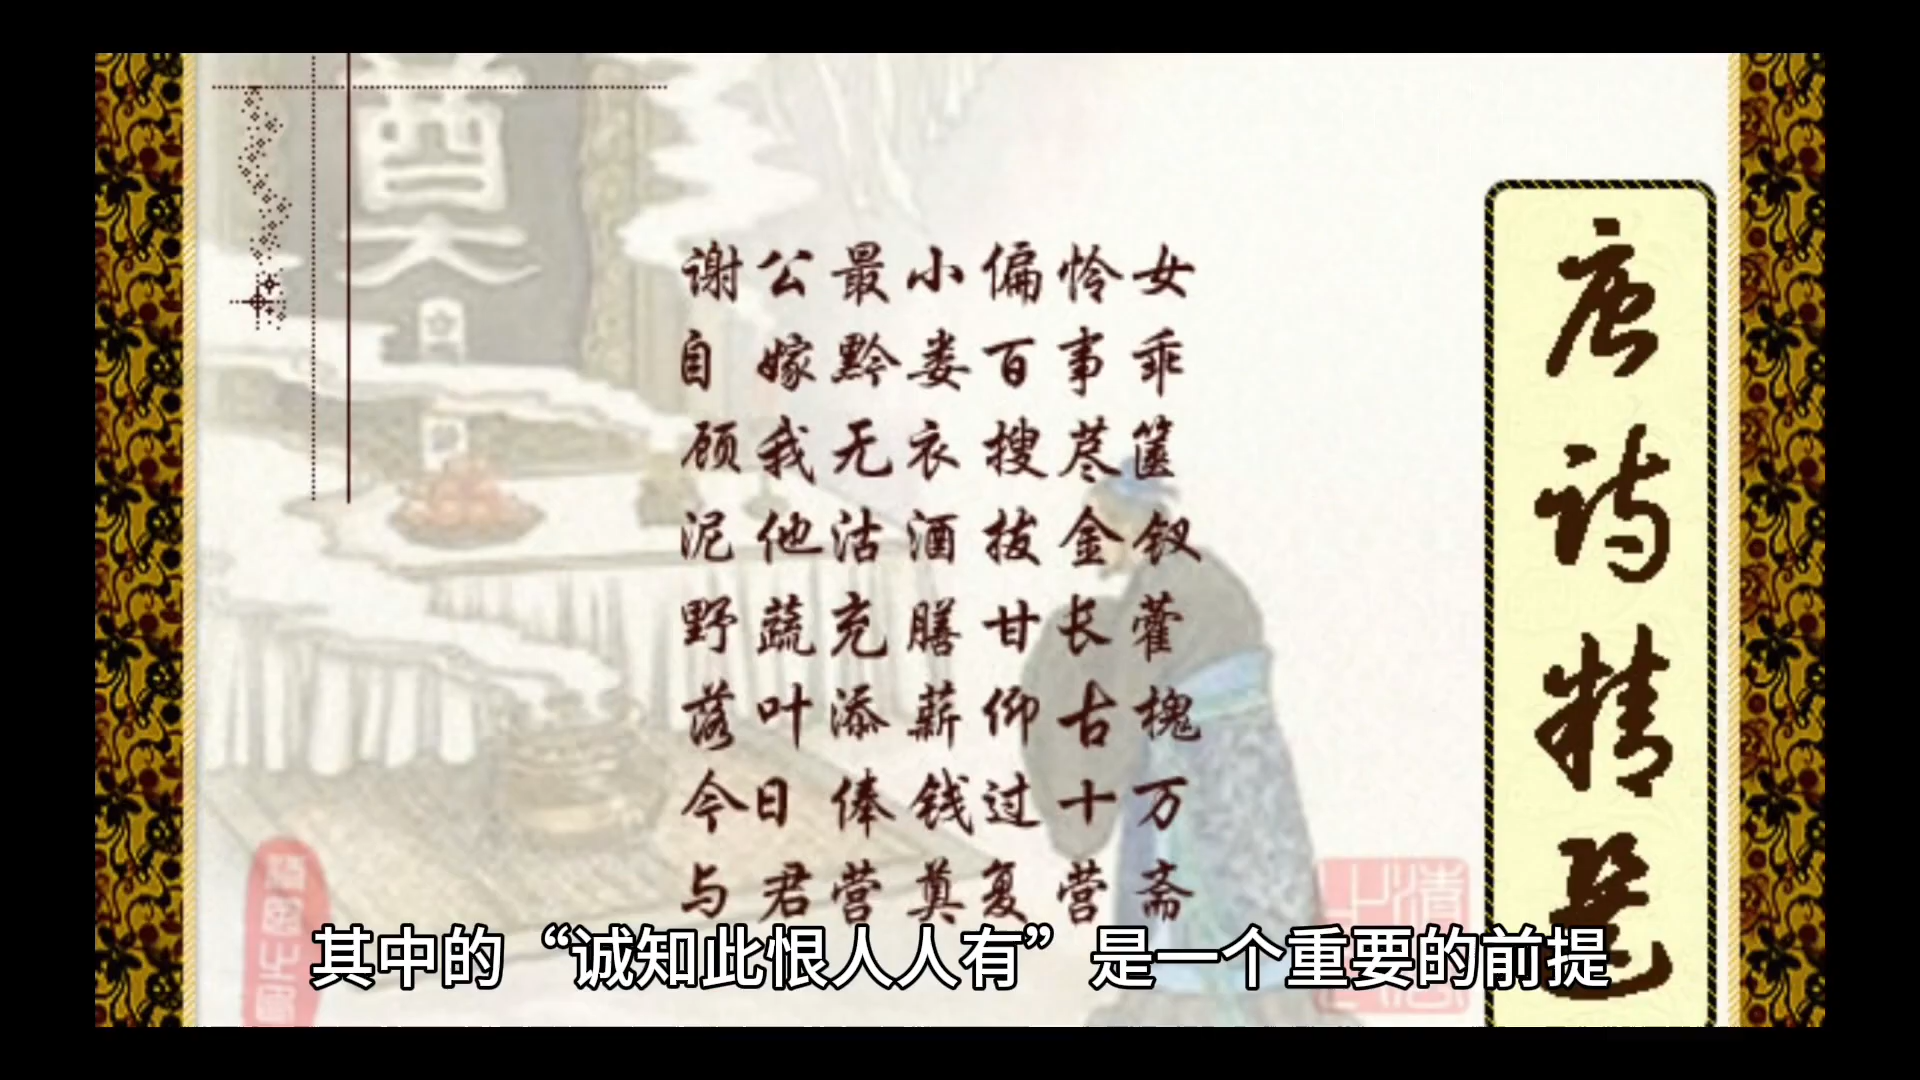 奠
谢公最小偏怜女
自嫁黔娄百事乖
顾我无衣搜荩箧
泥他沽酒拔金钗
野蔬充膳甘长藿
落叶添薪仰古槐
今日俸钱过十万
与君营奠复营斋
唐诗精选
其中的“诚知此恨人人有”是一个重要的前提